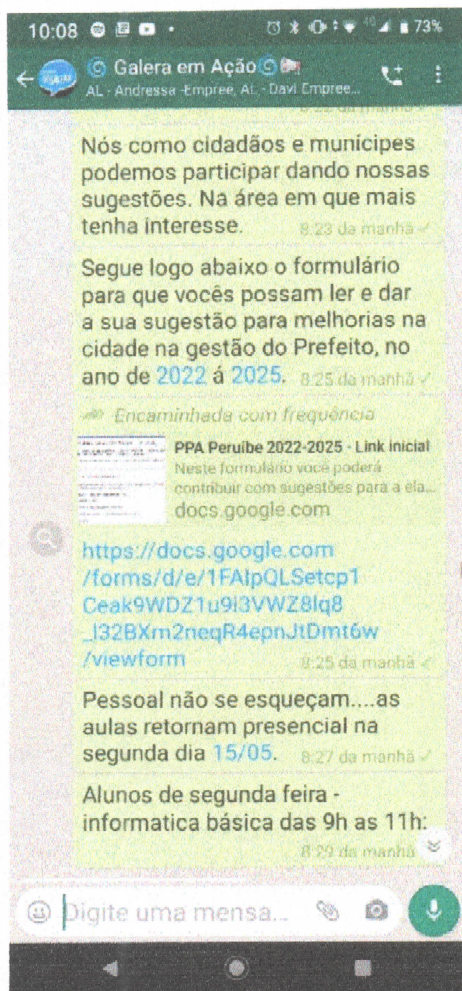 10:08
73%
Galera em Ação
AL - Andressa -Empree, AL - Davi Empree...
8:22 da manhã
Nós como cidadãos e munícipes
podemos participar dando nossas
sugestões. Na área em que mais
tenha interesse. 8:23 da manhã
Segue logo abaixo o formulário
para que vocês possam ler e dar
a sua sugestão para melhorias na
cidade na gestão do Prefeito, no
ano de 2022 á 2025. 8:25 da manhã
Encaminhada com frequência
PPA Peruíbe 2022-2025 - Link inicial
Neste formulário você poderá
contribuir com sugestões para a ela...
docs.google.com
https://docs.google.com
/forms/d/e/1FAIpQLSetcp1
Ceak9WDZ1u9I3VWZ8lq8
_I32BXm2neqR4epnJtDmt6w
/viewform 8:25 da manhã
Pessoal não se esqueçam....as
aulas retornam presencial na
segunda dia 15/05. 8:27 da manhã
Alunos de segunda feira -
informatica básica das 9h as 11h:
8:29 da manhã
Digite uma mensa...